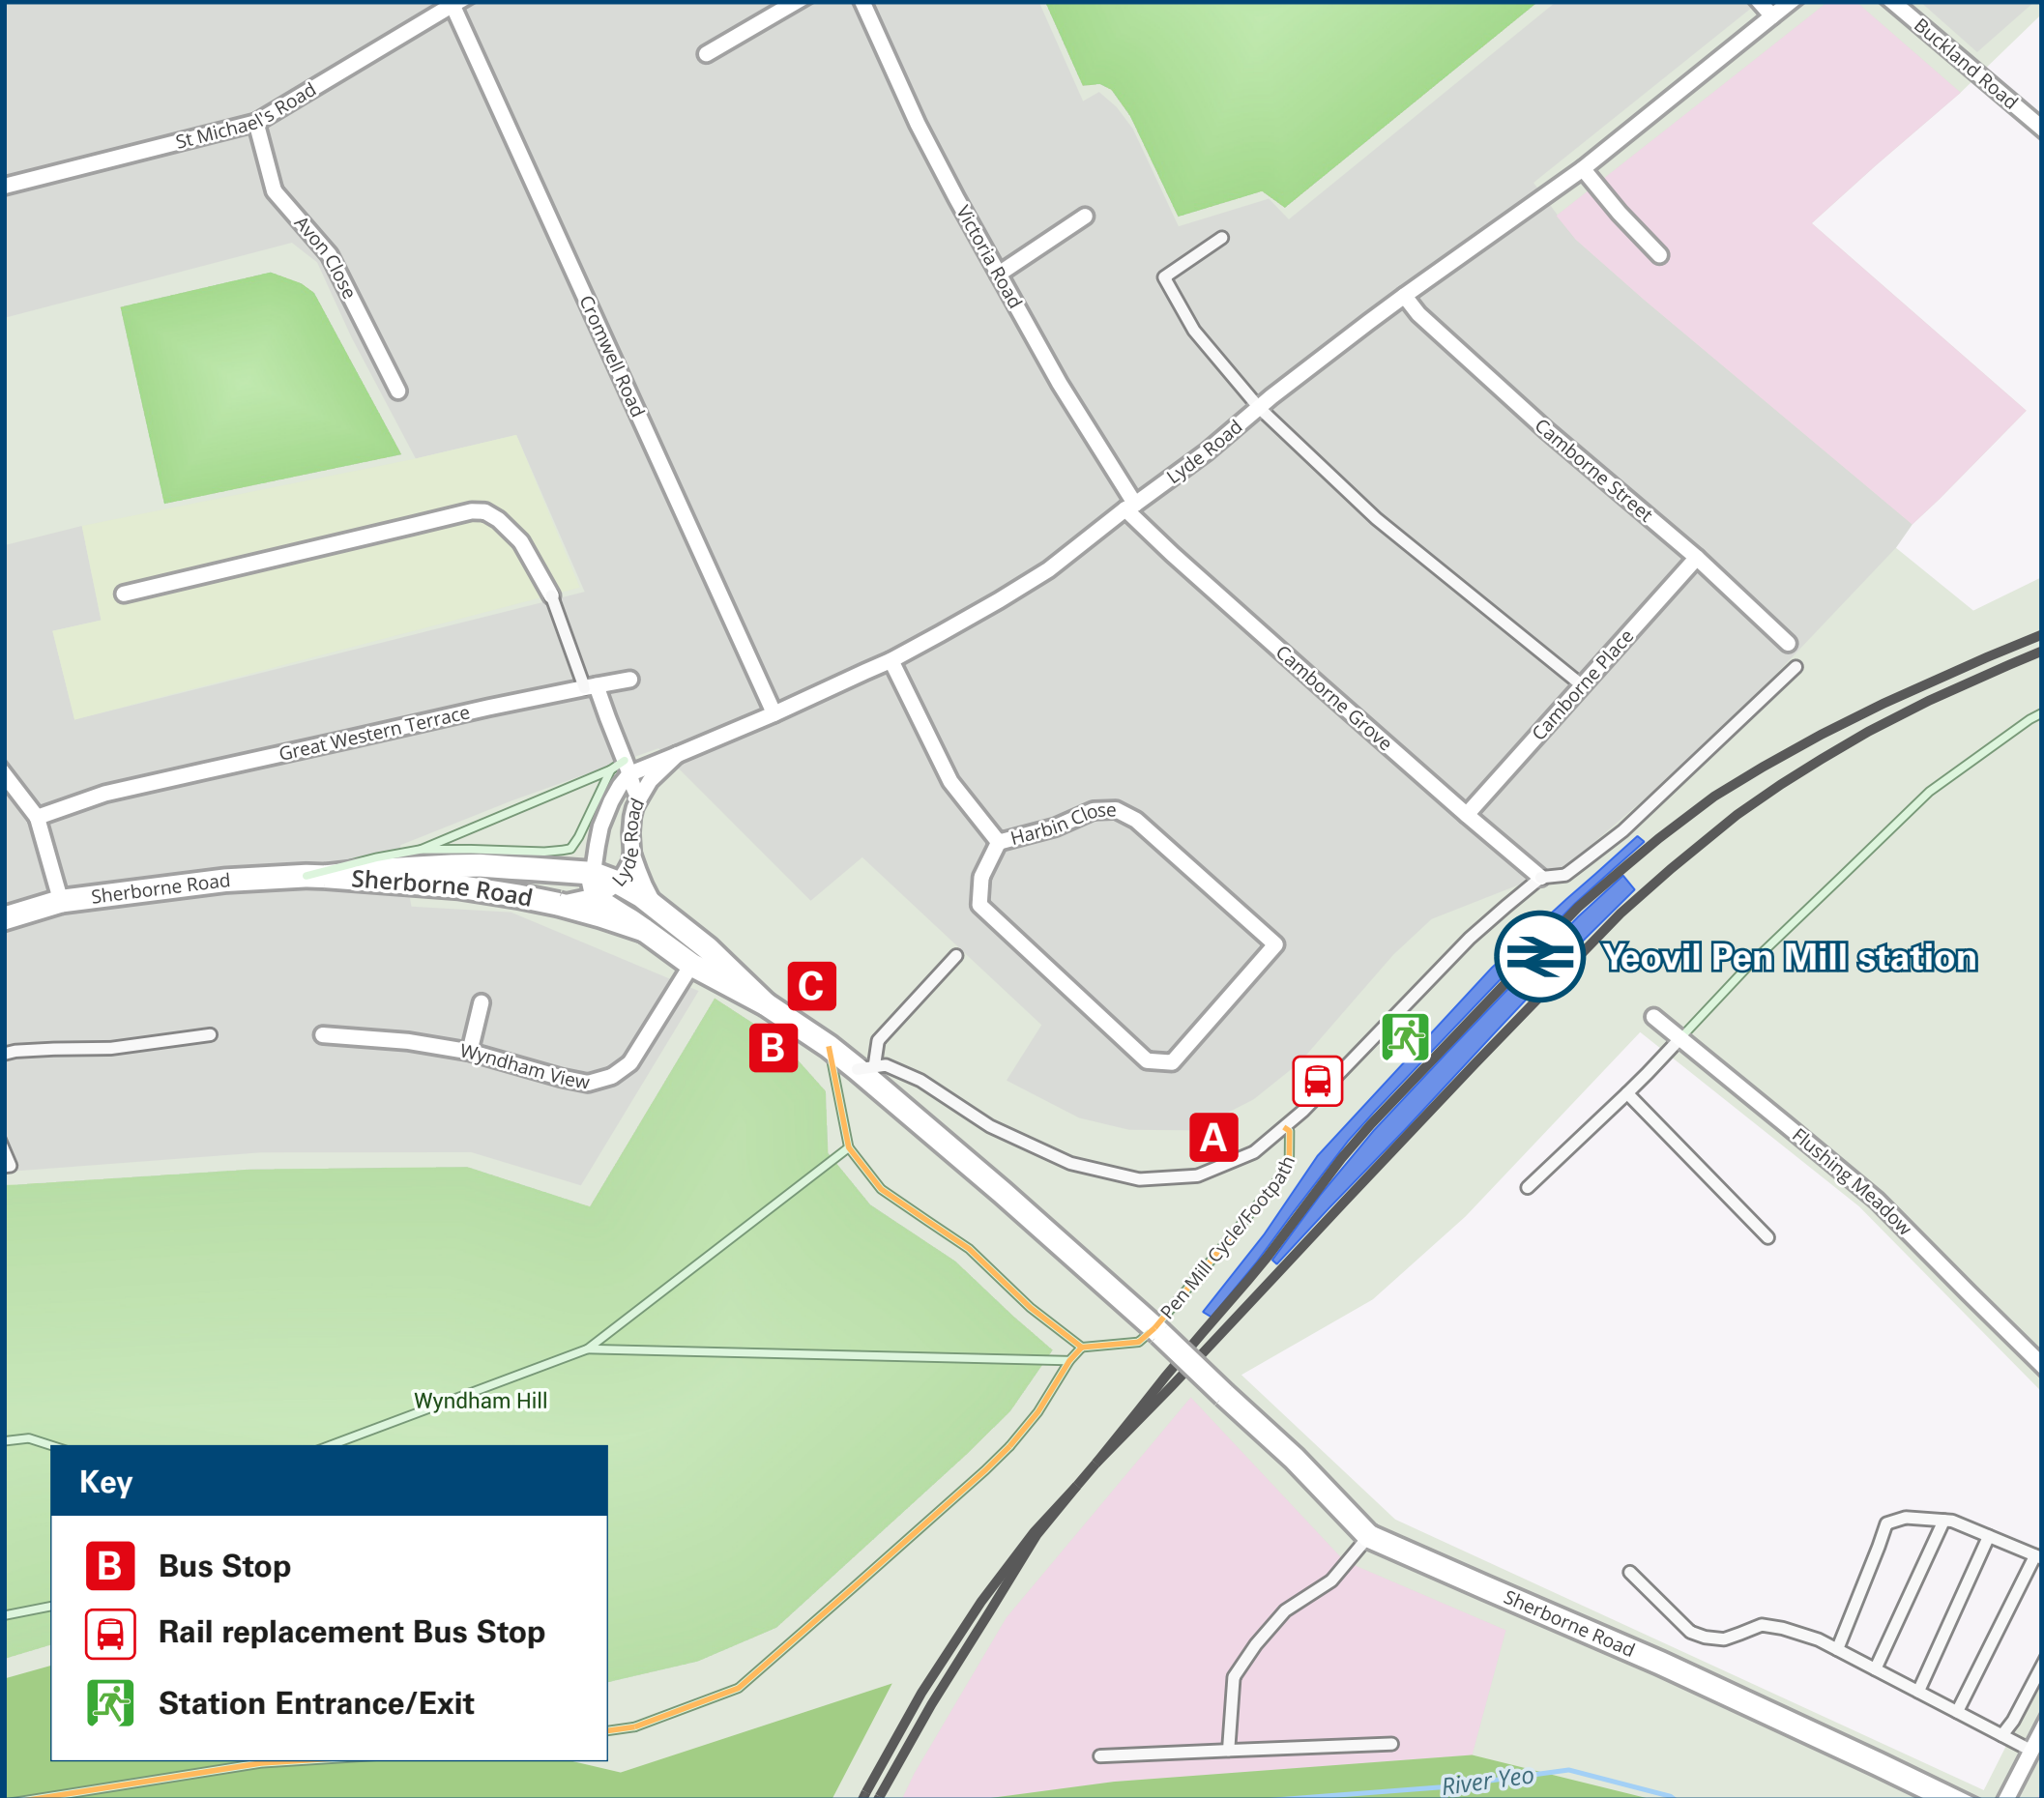 Buckland Road
St Michael's Road
Avon Close
Victoria Road
Cromwell Road
Lyde Road
Camborne Street
Camborne Grove
Camborne Place
Great Western Terrace
Harbin Close
Lyde Road
Sherborne Road
Sherborne Road
Yeovil Pen Mill station
C
B
Wyndham View
A
Flushing Meadow
Pen Mill Cycle/Footpath
Wyndham Hill
Key
B Bus Stop
Rail replacement Bus Stop
Station Entrance/Exit
Sherborne Road
River Yeo